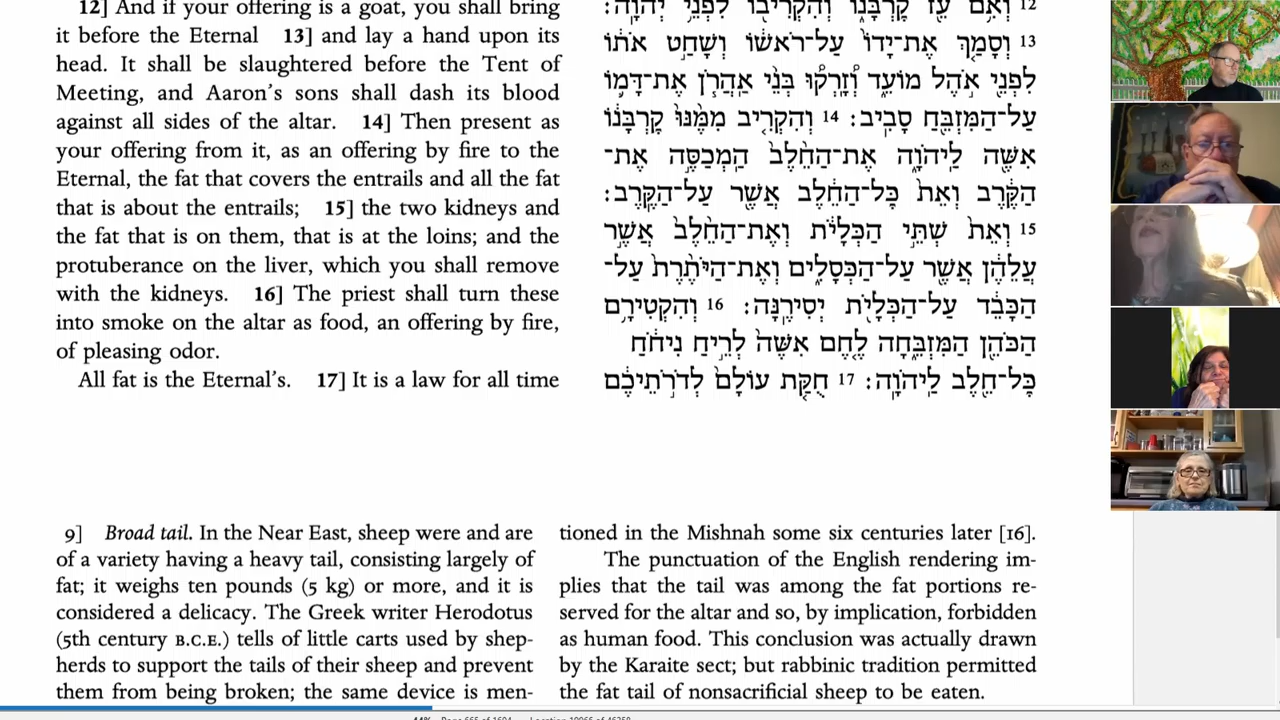 12] And if your offering is a goat, you shall bring
it before the Eternal 13] and lay a hand upon its
head. It shall be slaughtered before the Tent of
Meeting, and Aaron's sons shall dash its blood
against all sides of the altar. 14] Then present as
your offering from it, as an offering by fire to the
Eternal, the fat that covers the entrails and all the fat
that is about the entrails; 15] the two kidneys and
the fat that is on them, that is at the loins; and the
protuberance on the liver, which you shall remove
with the kidneys. 16] The priest shall turn these
into smoke on the altar as food, an offering by fire,
of pleasing odor.
All fat is the Eternal's. 17] It is a law for all time
12 וְאִ֥ם עֵ֖ז קׇרְבָּנ֑וֹ וְהִקְרִיב֖וֹ לִפְנֵ֥י יְהֹוָֽה׃
13 וְסָמַ֤ךְ אֶת־יָדוֹ֙ עַל־רֹאשׁ֔וֹ וְשָׁחַ֣ט אֹת֔וֹ
לִפְנֵ֖י אֹ֣הֶל מוֹעֵ֑ד וְ֠זָרְק֠וּ בְּנֵ֨י אַהֲרֹ֧ן אֶת־דָּמ֛וֹ
עַל־הַמִּזְבֵּ֖חַ סָבִֽיב׃ 14 וְהִקְרִ֤יב מִמֶּ֙נּוּ֙ קׇרְבָּנ֔וֹ
אִשֶּׁ֖ה לַֽיהֹוָ֑ה אֶת־הַחֵ֙לֶב֙ הַֽמְכַסֶּ֣ה אֶת־
הַקֶּ֔רֶב וְאֵת֙ כׇּל־הַחֵ֔לֶב אֲשֶׁ֖ר עַל־הַקֶּֽרֶב׃
15 וְאֵת֙ שְׁתֵּ֣י הַכְּלָיֹ֔ת וְאֶת־הַחֵ֙לֶב֙ אֲשֶׁ֣ר
עֲלֵהֶ֔ן אֲשֶׁ֖ר עַל־הַכְּסָלִ֑ים וְאֶת־הַיֹּתֶ֙רֶת֙ עַל־
הַכָּבֵ֔ד עַל־הַכְּלָיֹ֖ת יְסִירֶֽנָּה׃ 16 וְהִקְטִירָ֥ם
הַכֹּהֵ֖ן הַמִּזְבֵּ֑חָה לֶ֤חֶם אִשֶּׁה֙ לְרֵ֣יחַ נִיחֹ֔חַ
כׇּל־חֵ֖לֶב לַֽיהֹוָֽה׃ 17 חֻקַּ֤ת עוֹלָם֙ לְדֹרֹ֣תֵיכֶ֔ם
9] Broad tail. In the Near East, sheep were and are
of a variety having a heavy tail, consisting largely of
fat; it weighs ten pounds (5 kg) or more, and it is
considered a delicacy. The Greek writer Herodotus
(5th century B.C.E.) tells of little carts used by shep-
herds to support the tails of their sheep and prevent
them from being broken; the same device is men-
tioned in the Mishnah some six centuries later [16].
The punctuation of the English rendering im-
plies that the tail was among the fat portions re-
served for the altar and so, by implication, forbidden
as human food. This conclusion was actually drawn
by the Karaite sect; but rabbinic tradition permitted
the fat tail of nonsacrificial sheep to be eaten.